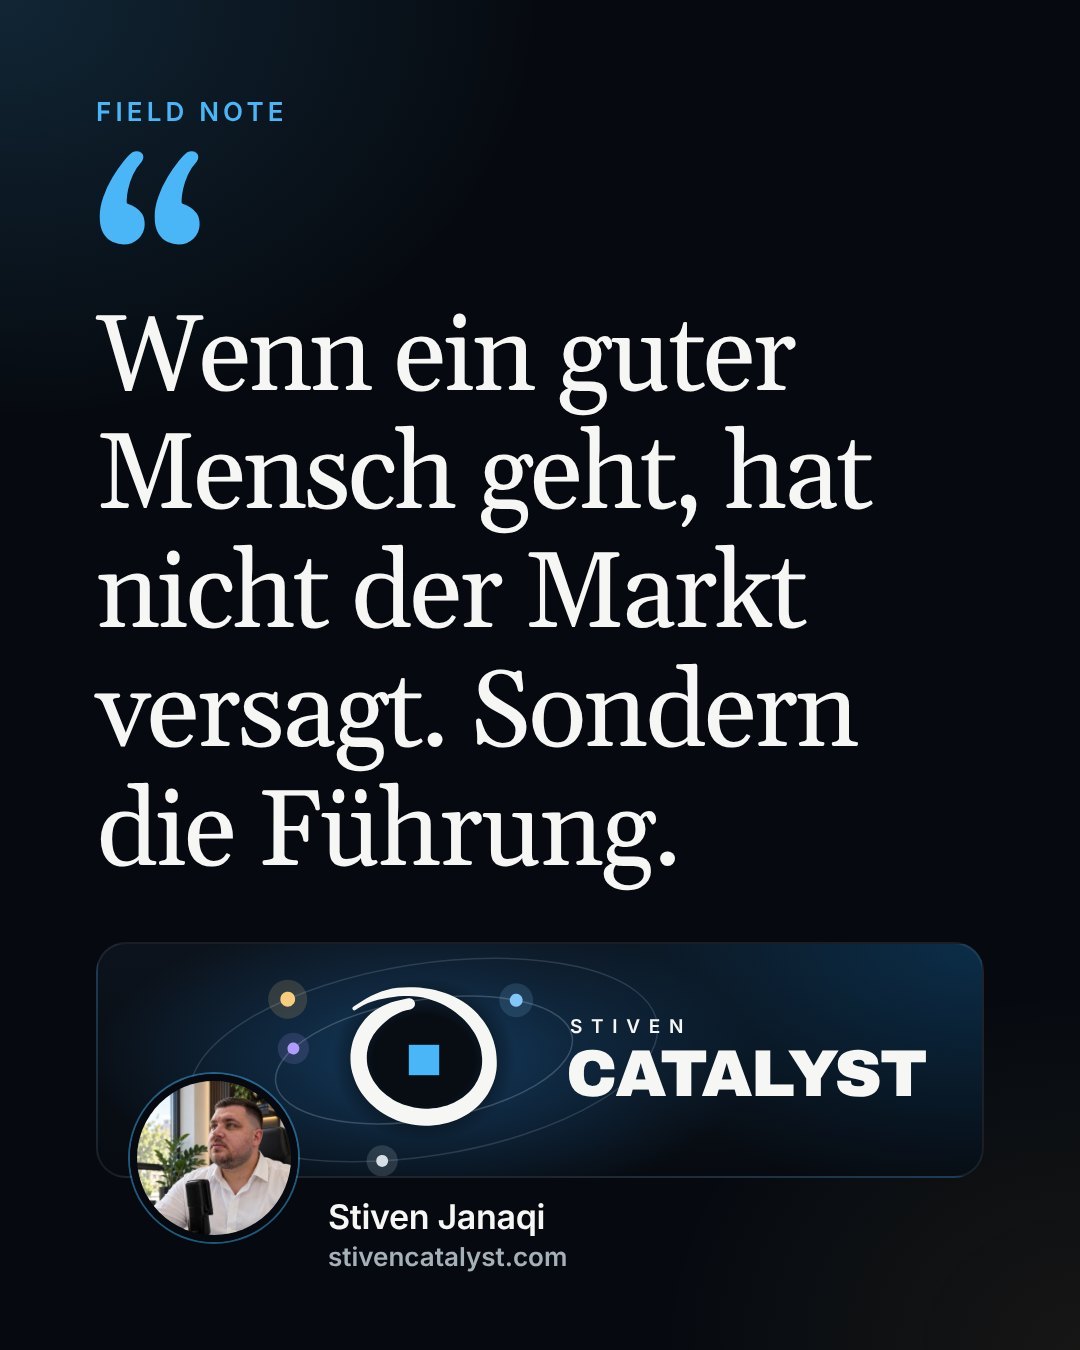 FIELD NOTE
“
Wenn ein guter
Mensch geht, hat
nicht der Markt
versagt. Sondern
die Führung.
STIVEN
CATALYST
Stiven Janaqi
stivencatalyst.com